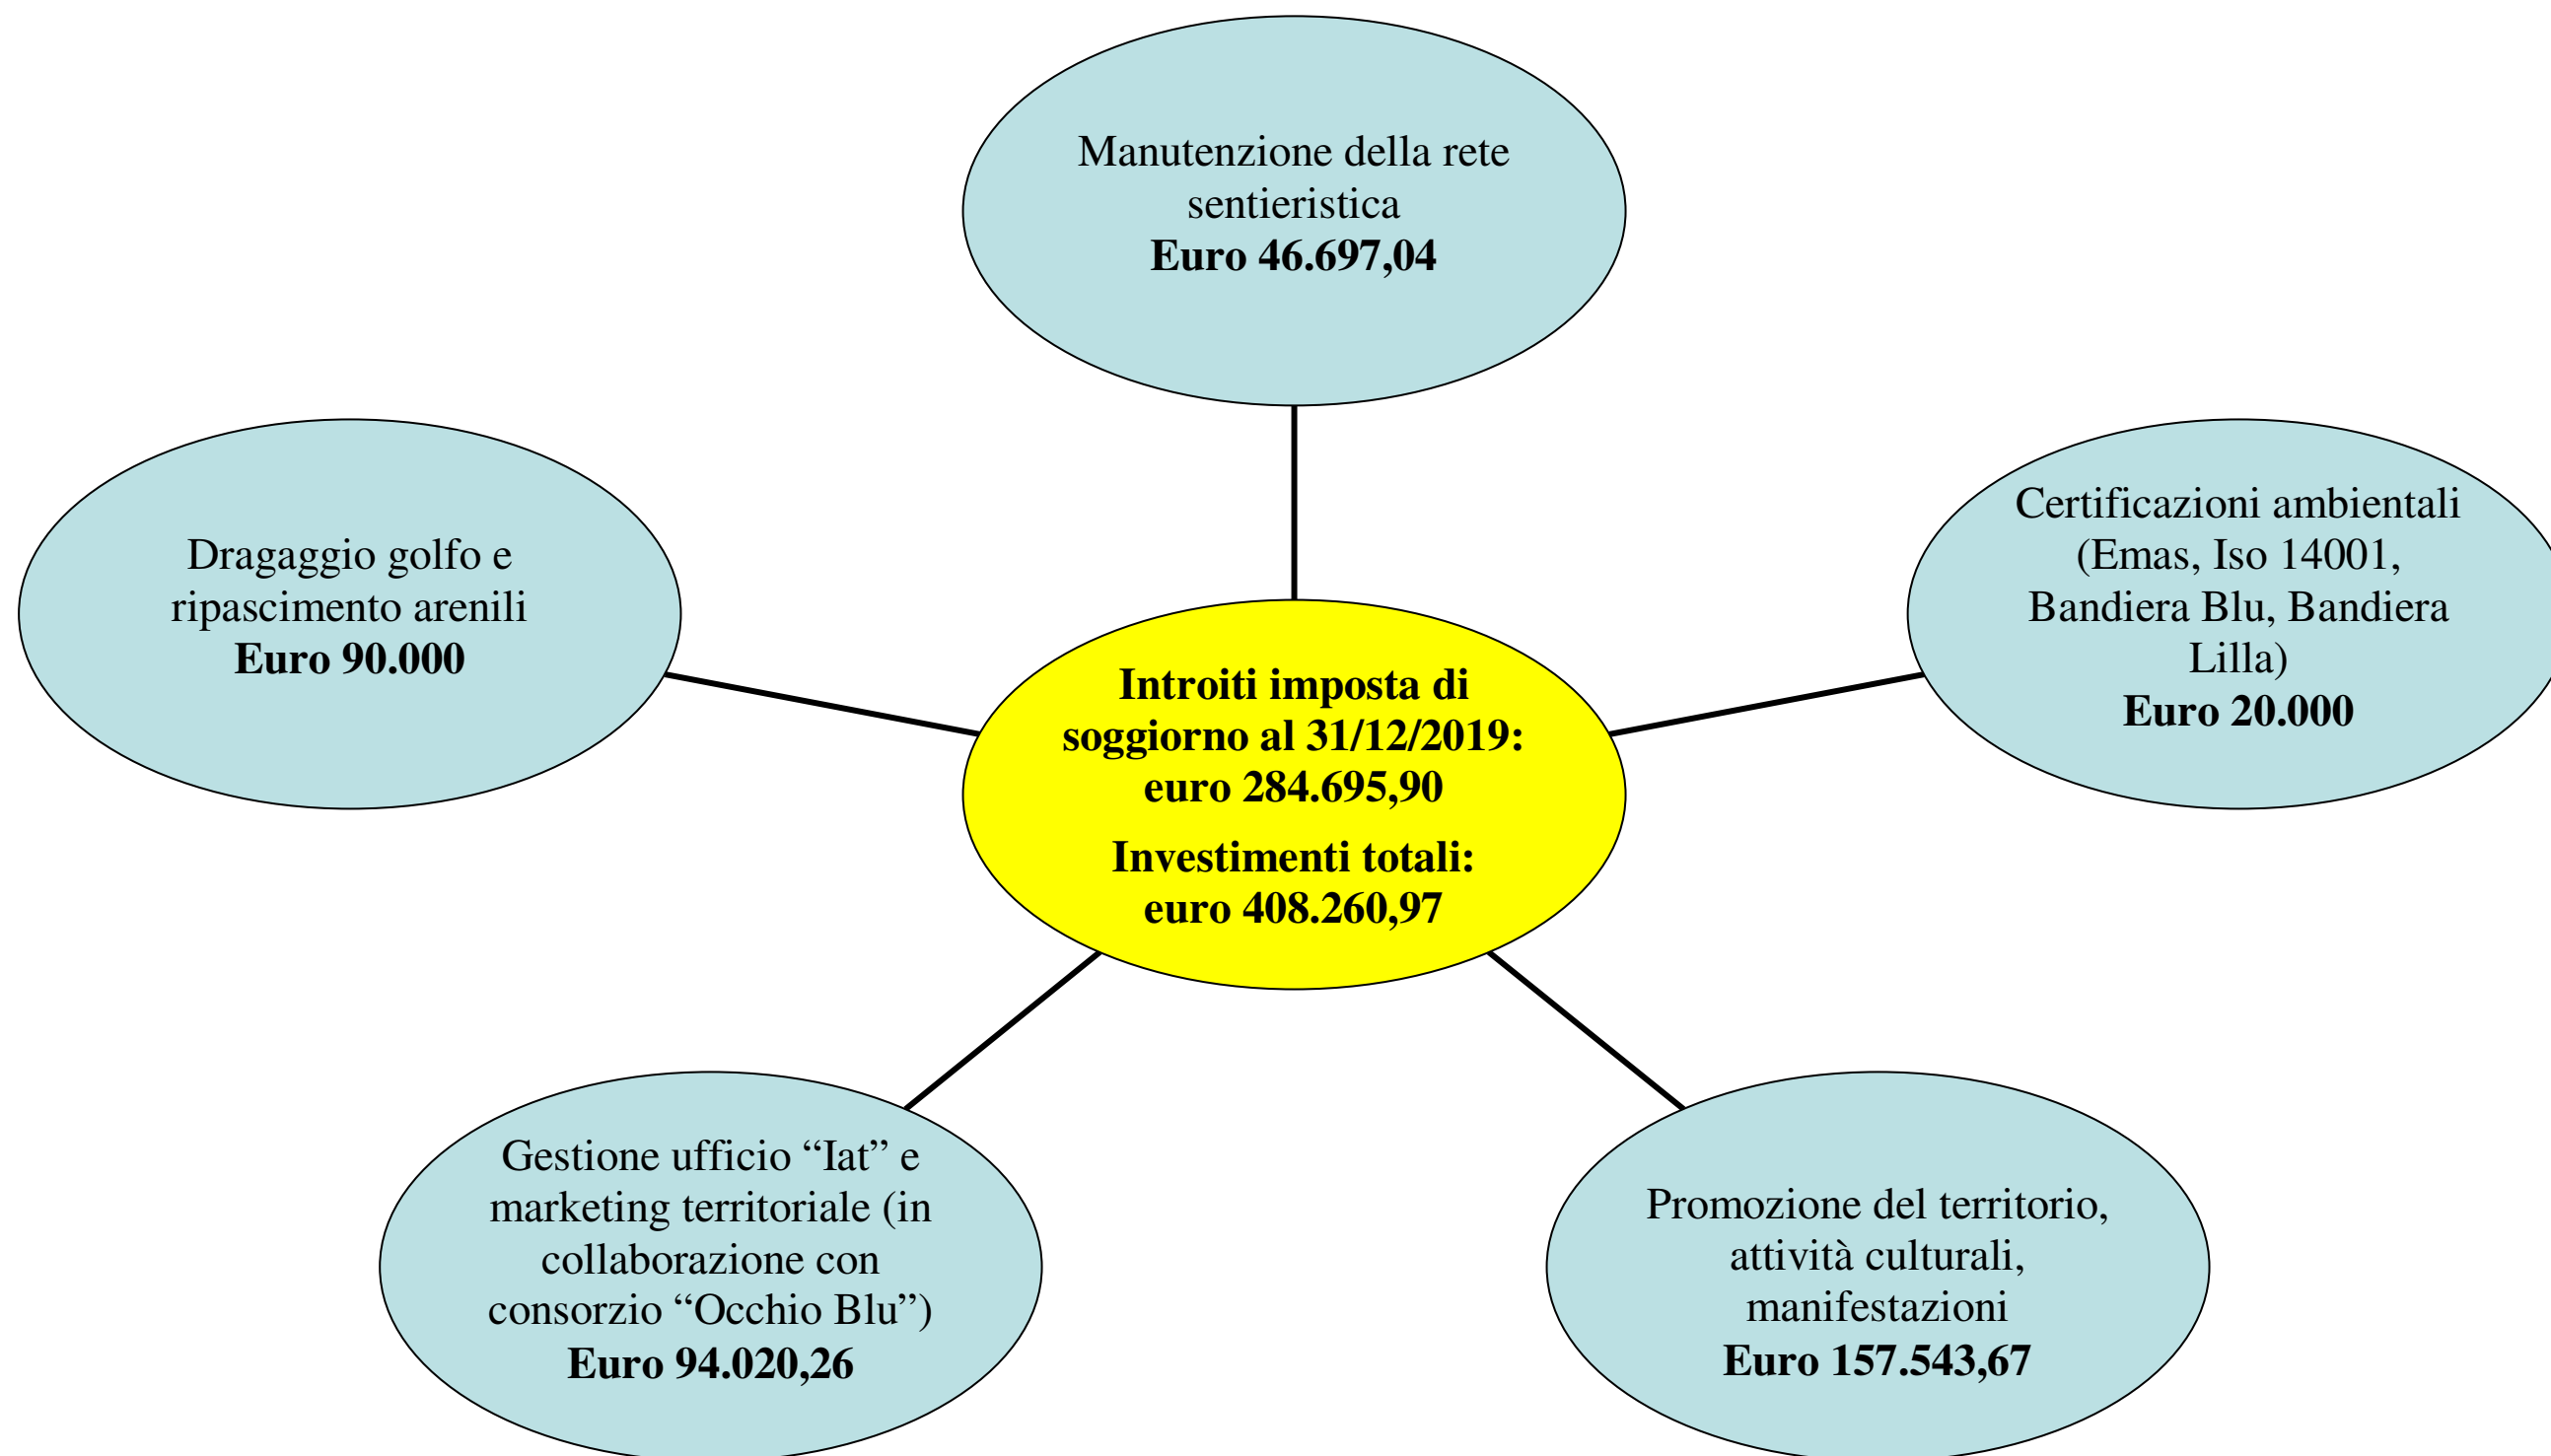 Manutenzione della rete
sentieristica
Euro 46.697,04
Dragaggio golfo e
ripascimento arenili
Euro 90.000
Certificazioni ambientali
(Emas, Iso 14001,
Bandiera Blu, Bandiera
Lilla)
Euro 20.000
Introiti imposta di
soggiorno al 31/12/2019:
euro 284.695,90
Investimenti totali:
euro 408.260,97
Gestione ufficio “Iat” e
marketing territoriale (in
collaborazione con
consorzio “Occhio Blu”)
Euro 94.020,26
Promozione del territorio,
attività culturali,
manifestazioni
Euro 157.543,67